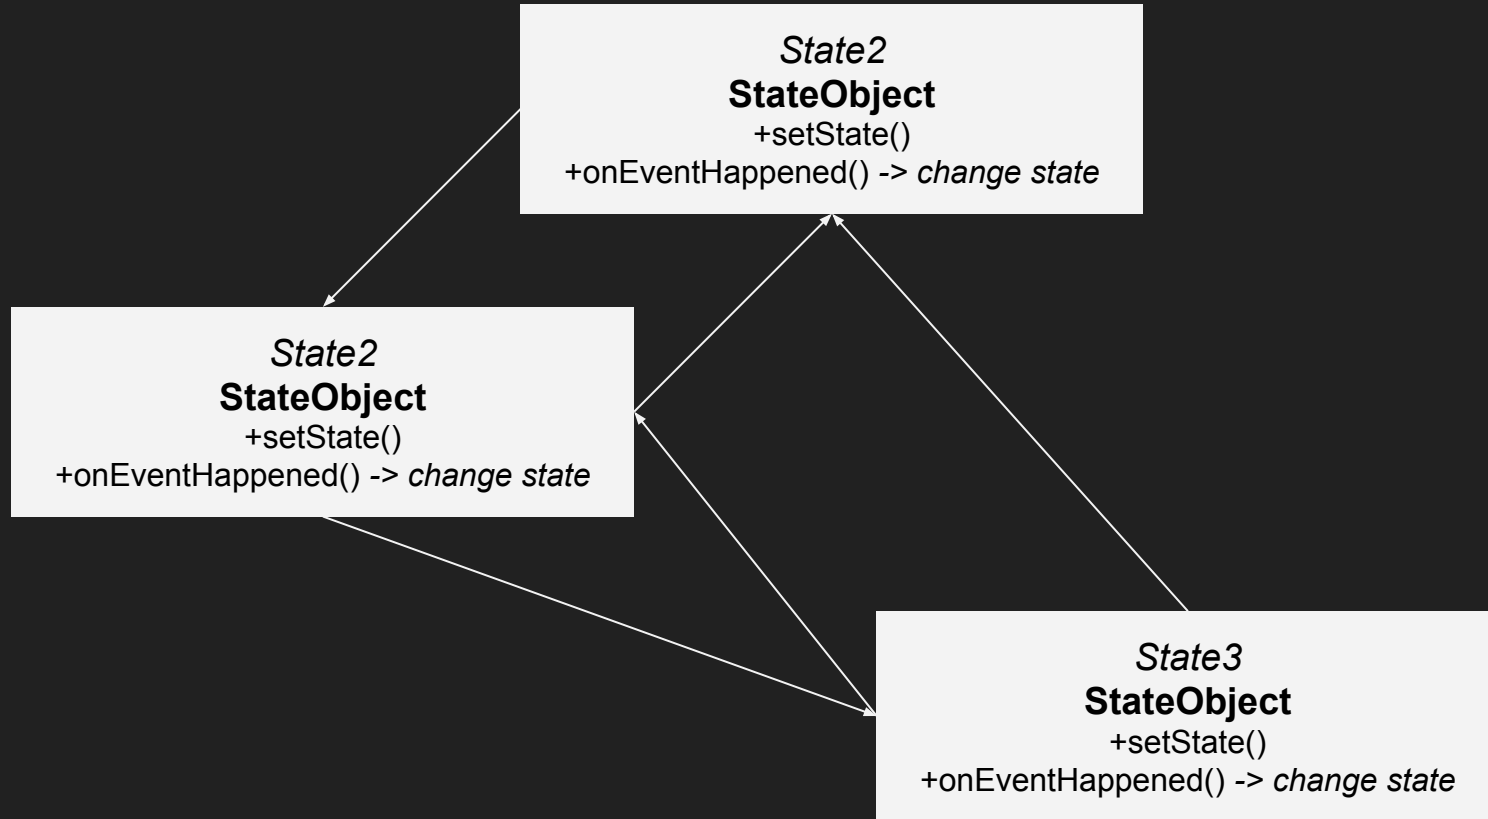 State2
StateObject
+setState()
+onEventHappened() -> change state
State2
StateObject
+setState()
+onEventHappened() -> change state
State3
StateObject
+setState()
+onEventHappened() -> change state